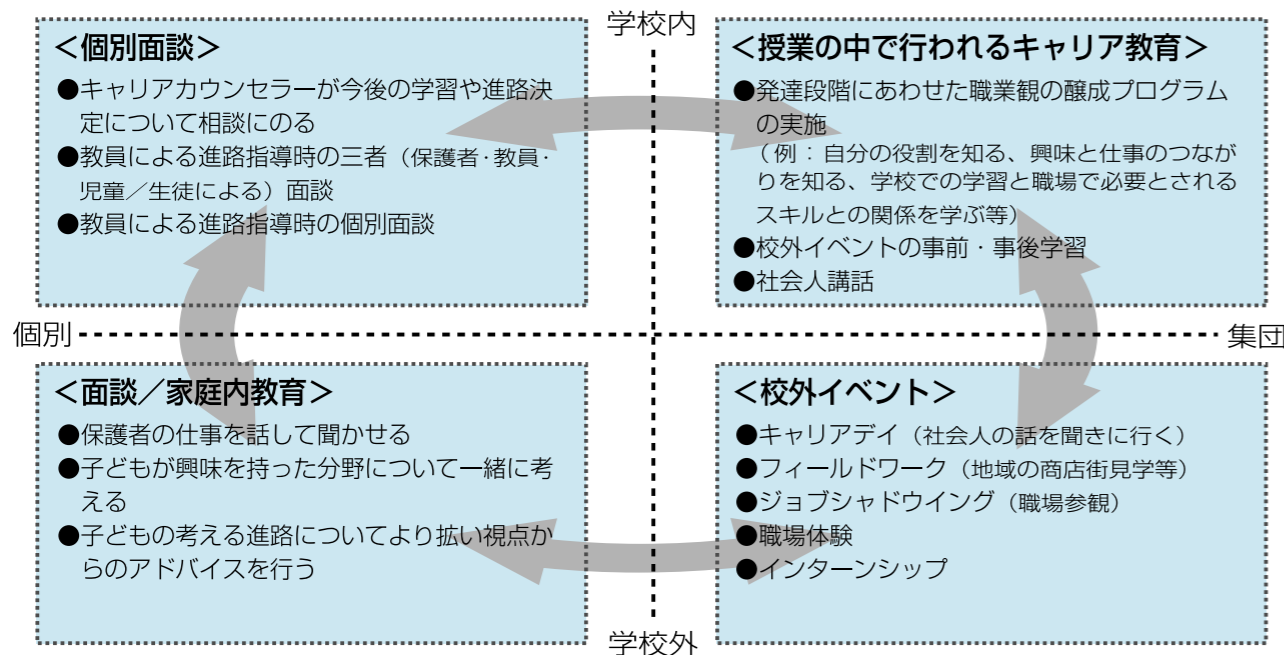 学校内
＜個別面談＞
●キャリアカウンセラーが今後の学習や進路決
定について相談にのる
●教員による進路指導時の三者（保護者・教員・
児童／生徒による）面談
●教員による進路指導時の個別面談
＜授業の中で行われるキャリア教育＞
●発達段階にあわせた職業観の醸成プログラム
の実施
（例：自分の役割を知る、興味と仕事のつなが
りを知る、学校での学習と職場で必要とされる
スキルとの関係を学ぶ等）
●校外イベントの事前・事後学習
●社会人講話
個別
集団
＜面談／家庭内教育＞
●保護者の仕事を話して聞かせる
●子どもが興味を持った分野について一緒に考
える
●子どもの考える進路についてより拡い視点か
らのアドバイスを行う
＜校外イベント＞
●キャリアデイ（社会人の話を聞きに行く）
●フィールドワーク（地域の商店街見学等）
●ジョブシャドウイング（職場参観）
●職場体験
●インターンシップ
学校外